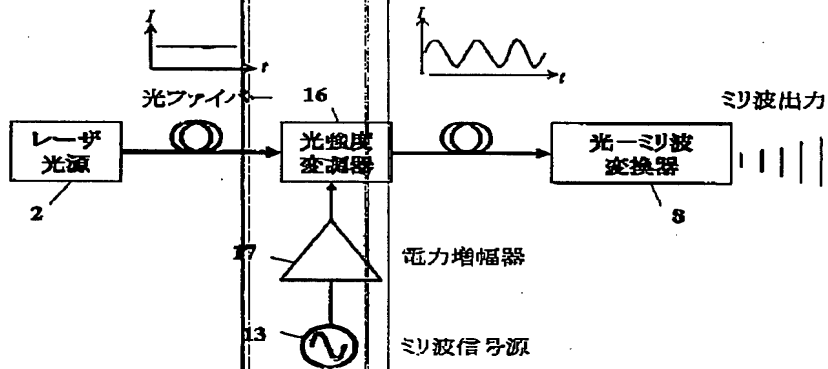 I
t
I
t
光ファイバ
16
ミリ波出力
レーザ
光源
光強度
変調器
光－ミリ波
変換器
2
8
17
電力増幅器
13
ミリ波信号源